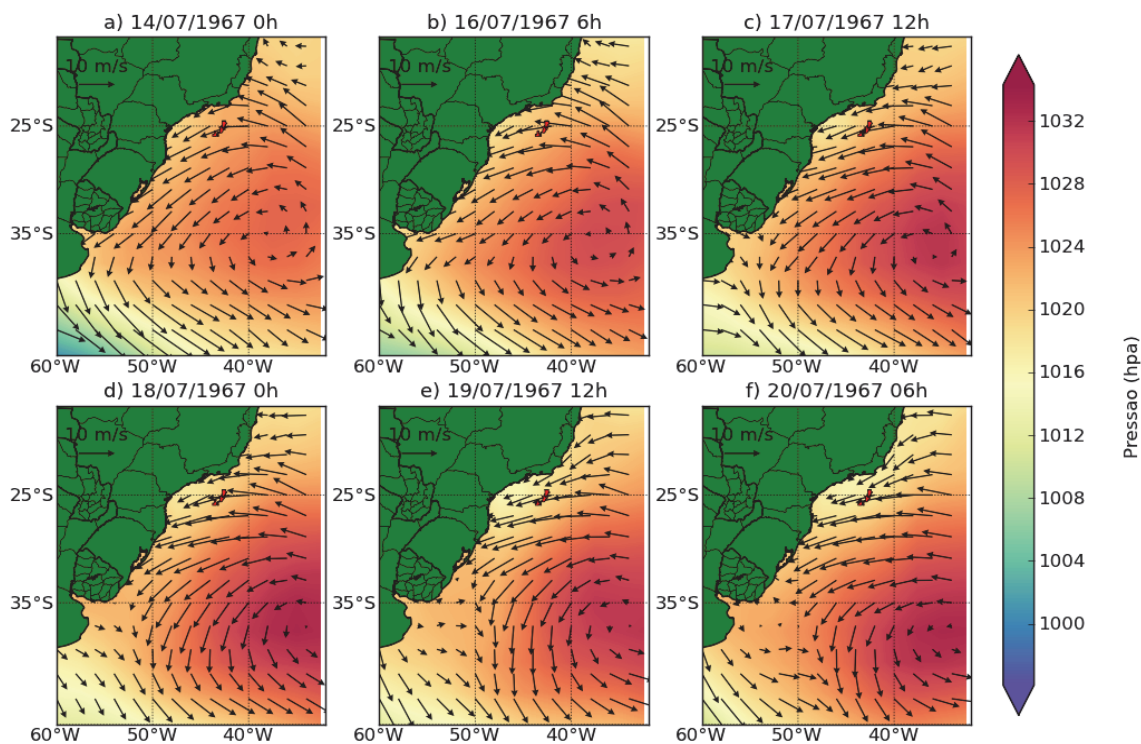 a) 14/07/1967 0h
b) 16/07/1967 6h
c) 17/07/1967 12h
10 m/s
10 m/s
10 m/s
25°S
25°S
25°S
35°S
35°S
35°S
60°W 50°W 40°W
60°W 50°W 40°W
60°W 50°W 40°W
d) 18/07/1967 0h
e) 19/07/1967 12h
f) 20/07/1967 06h
10 m/s
10 m/s
10 m/s
25°S
25°S
25°S
35°S
35°S
35°S
60°W 50°W 40°W
60°W 50°W 40°W
60°W 50°W 40°W
1032
1028
1024
1020
1016
1012
1008
1004
1000
Pressao (hpa)